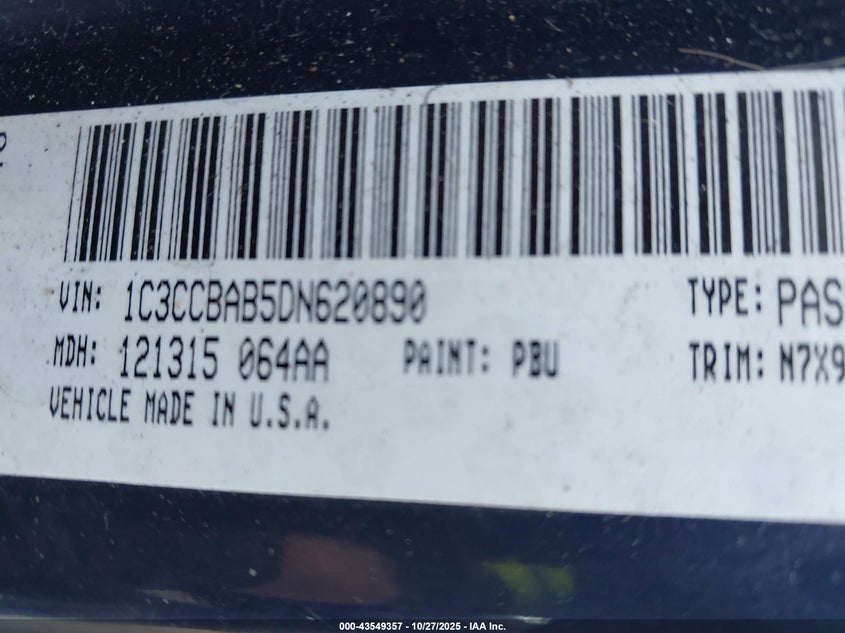 VIN: 1C3CCBAB5DN620890 TYPE: PAS
MDH: 121315 064AA PAINT: PBU TRIM: N7X9
VEHICLE MADE IN U.S.A.
000-43549357 - 10/27/2025 - IAA Inc.